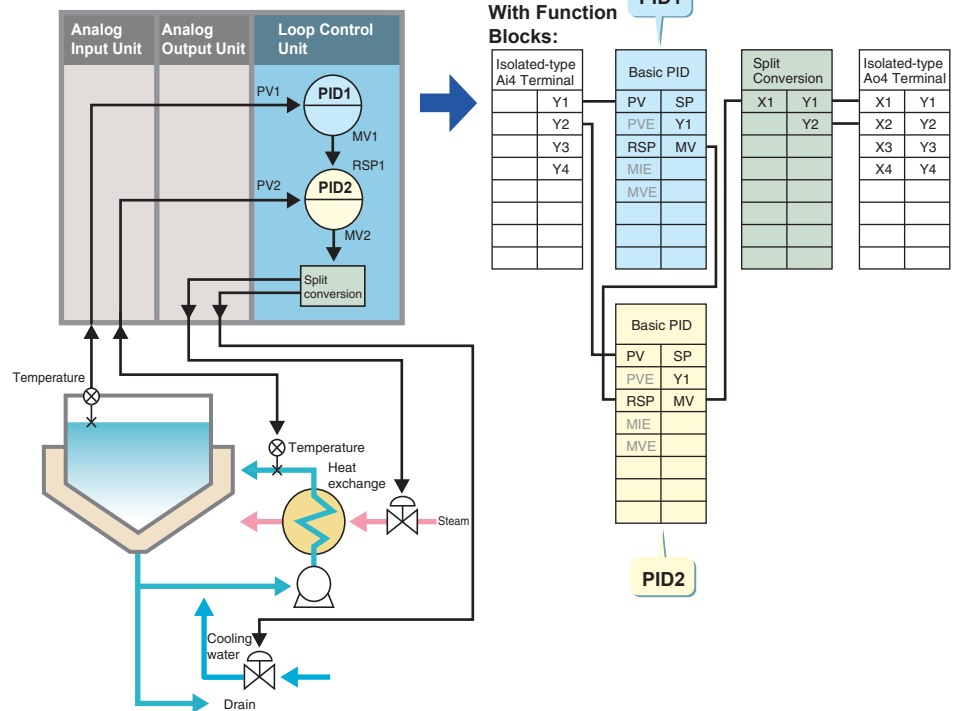 Analog
Input Unit
Analog
Output Unit
Loop Control
Unit
PV1
PID1
MV1
RSP1
PV2
PID2
MV2
Split
conversion
Temperature
Temperature
Heat
exchange
Steam
Cooling
water
Drain
With Function
Blocks:
PID1
Isolated-type
Ai4 Terminal
Y1
Y2
Y3
Y4
Basic PID
PV SP
PVE Y1
RSP MV
MIE
MVE
Split
Conversion
X1 Y1
Y2
Isolated-type
Ao4 Terminal
X1 Y1
X2 Y2
X3 Y3
X4 Y4
Basic PID
PV SP
PVE Y1
RSP MV
MIE
MVE
PID2